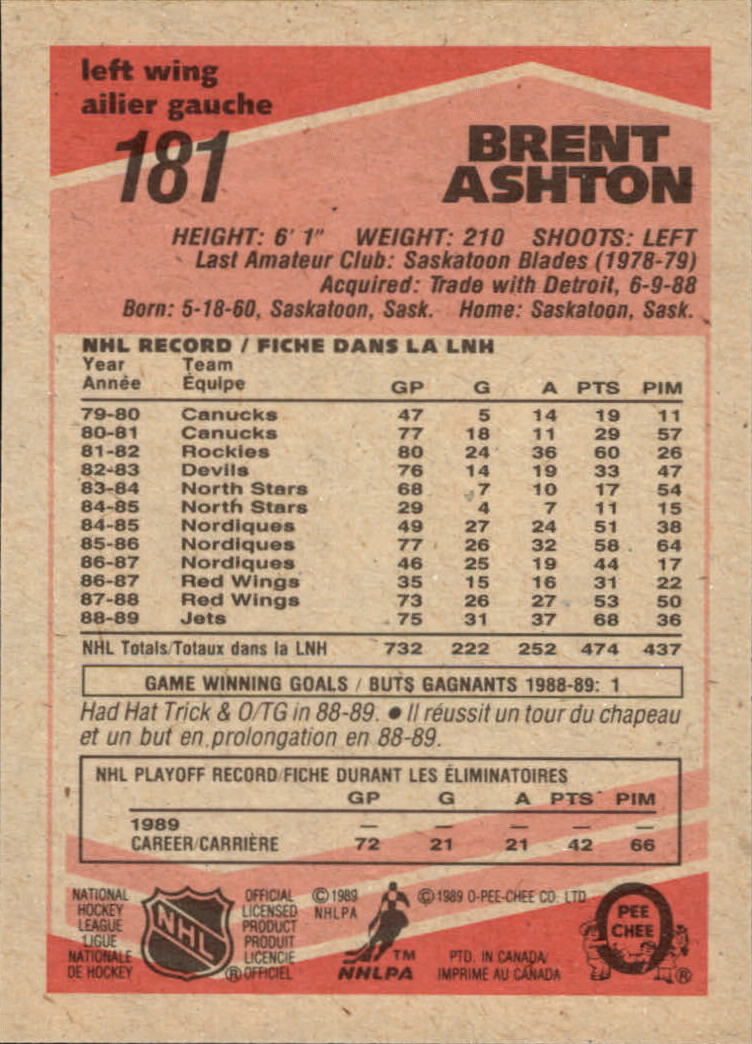 left wing
ailier gauche
181
BRENT
ASHTON
HEIGHT: 6' 1" WEIGHT: 210 SHOOTS: LEFT
Last Amateur Club: Saskatoon Blades (1978-79)
Acquired: Trade with Detroit, 6-9-88
Born: 5-18-60, Saskatoon, Sask. Home: Saskatoon, Sask.
NHL RECORD / FICHE DANS LA LNH
Year Team
Année Équipe GP G A PTS PIM
79-80 Canucks 47 5 14 19 11
80-81 Canucks 77 18 11 29 57
81-82 Rockies 80 24 36 60 26
82-83 Devils 76 14 19 33 47
83-84 North Stars 68 7 10 17 54
84-85 North Stars 29 4 7 11 15
84-85 Nordiques 49 27 24 51 38
85-86 Nordiques 77 26 32 58 64
86-87 Nordiques 46 25 19 44 17
86-87 Red Wings 35 15 16 31 22
87-88 Red Wings 73 26 27 53 50
88-89 Jets 75 31 37 68 36
NHL Totals/Totaux dans la LNH 732 222 252 474 437
GAME WINNING GOALS / BUTS GAGNANTS 1988-89: 1
Had Hat Trick & O/TG in 88-89. ● Il réussit un tour du chapeau
et un but en prolongation en 88-89.
NHL PLAYOFF RECORD/FICHE DURANT LES ÉLIMINATOIRES
GP G A PTS PIM
1989 — — — — —
CAREER/CARRIÈRE 72 21 21 42 66
NATIONAL
HOCKEY
LEAGUE
LIGUE
NATIONALE
DE HOCKEY
NHL
OFFICIAL
LICENSED
PRODUCT
PRODUIT
LICENCIE
® OFFICIEL
© 1989
NHLPA
TM
NHLPA
© 1989 O-PEE-CHEE CO. LTD.
PTD. IN CANADA/
IMPRIMÉ AU CANADA
O
PEE
CHEE
®